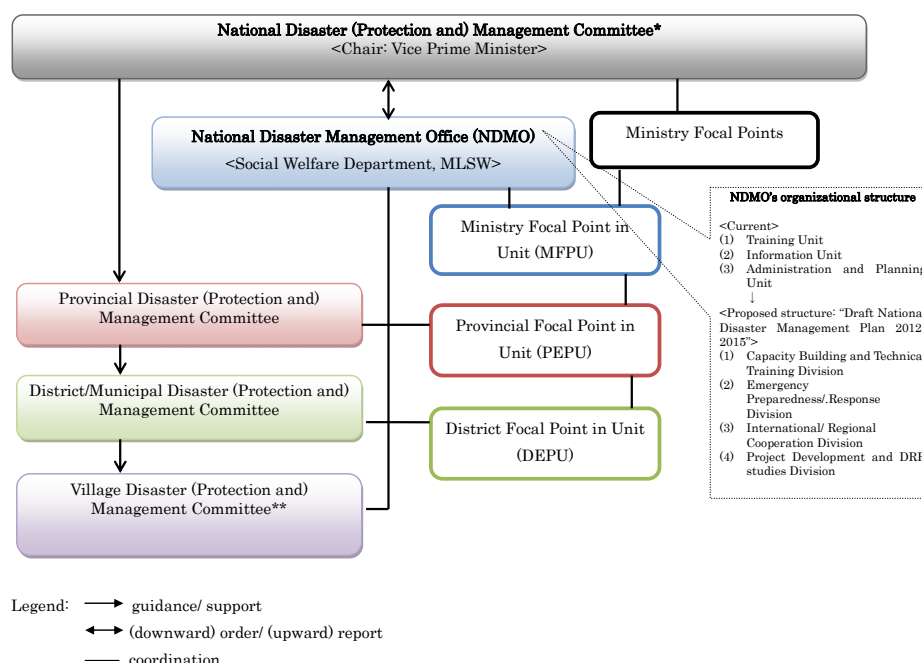 National Disaster (Protection and) Management Committee*
<Chair: Vice Prime Minister>
National Disaster Management Office (NDMO)
<Social Welfare Department, MLSW>
Ministry Focal Points
Ministry Focal Point in
Unit (MFPU)
NDMO's organizational structure
<Current>
(1) Training Unit
(2) Information Unit
(3) Administration and Planning
Unit
↓
<Proposed structure: "Draft National
Disaster Management Plan 2012
2015">
(1) Capacity Building and Technical
Training Division
(2) Emergency
Preparedness/.Response
Division
(3) International/ Regional
Cooperation Division
(4) Project Development and DRR
studies Division
Provincial Disaster (Protection and)
Management Committee
Provincial Focal Point in
Unit (PEPU)
District/Municipal Disaster (Protection and)
Management Committee
District Focal Point in Unit
(DEPU)
Village Disaster (Protection and)
Management Committee**
Legend: guidance/ support
(downward) order/ (upward) report
coordination